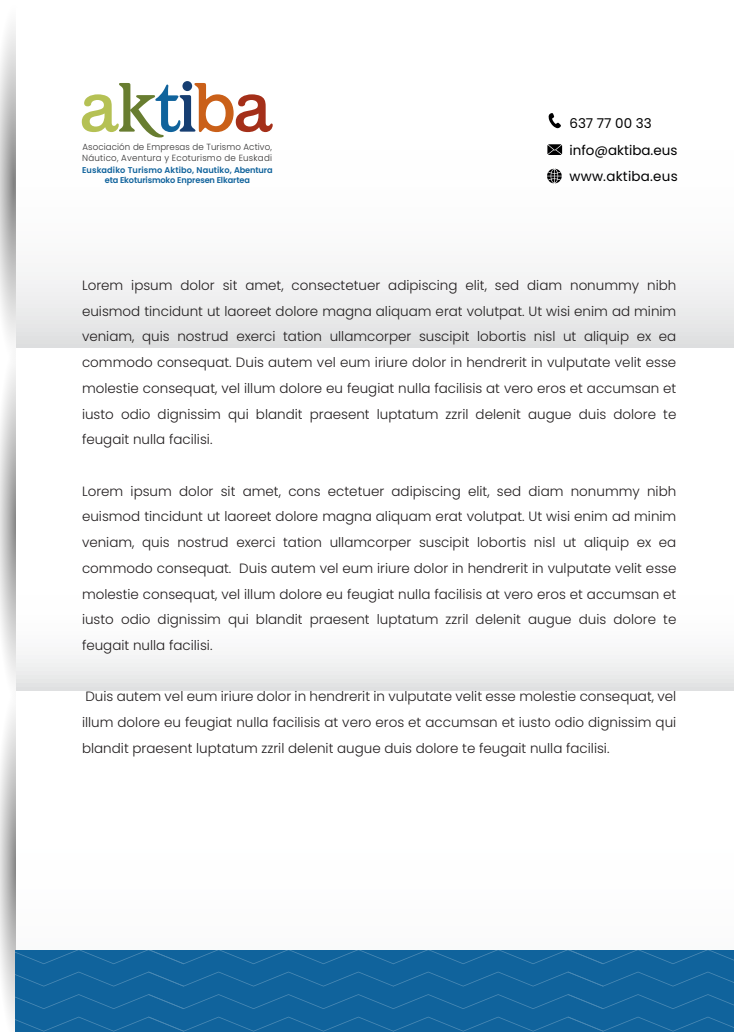 aktiba
Asociación de Empresas de Turismo Activo,
Náutico, Aventura y Ecoturismo de Euskadi
Euskadiko Turismo Aktibo, Nautiko, Abentura
eta Ekoturismoko Enpresen Elkartea
637 77 00 33
info@aktiba.eus
www.aktiba.eus
Lorem ipsum dolor sit amet, consectetuer adipiscing elit, sed diam nonummy nibh
euismod tincidunt ut laoreet dolore magna aliquam erat volutpat. Ut wisi enim ad minim
veniam, quis nostrud exerci tation ullamcorper suscipit lobortis nisl ut aliquip ex ea
commodo consequat. Duis autem vel eum iriure dolor in hendrerit in vulputate velit esse
molestie consequat, vel illum dolore eu feugiat nulla facilisis at vero eros et accumsan et
iusto odio dignissim qui blandit praesent luptatum zzril delenit augue duis dolore te
feugait nulla facilisi.
Lorem ipsum dolor sit amet, cons ectetuer adipiscing elit, sed diam nonummy nibh
euismod tincidunt ut laoreet dolore magna aliquam erat volutpat. Ut wisi enim ad minim
veniam, quis nostrud exerci tation ullamcorper suscipit lobortis nisl ut aliquip ex ea
commodo consequat.  Duis autem vel eum iriure dolor in hendrerit in vulputate velit esse
molestie consequat, vel illum dolore eu feugiat nulla facilisis at vero eros et accumsan et
iusto odio dignissim qui blandit praesent luptatum zzril delenit augue duis dolore te
feugait nulla facilisi.
Duis autem vel eum iriure dolor in hendrerit in vulputate velit esse molestie consequat, vel
illum dolore eu feugiat nulla facilisis at vero eros et accumsan et iusto odio dignissim qui
blandit praesent luptatum zzril delenit augue duis dolore te feugait nulla facilisi.